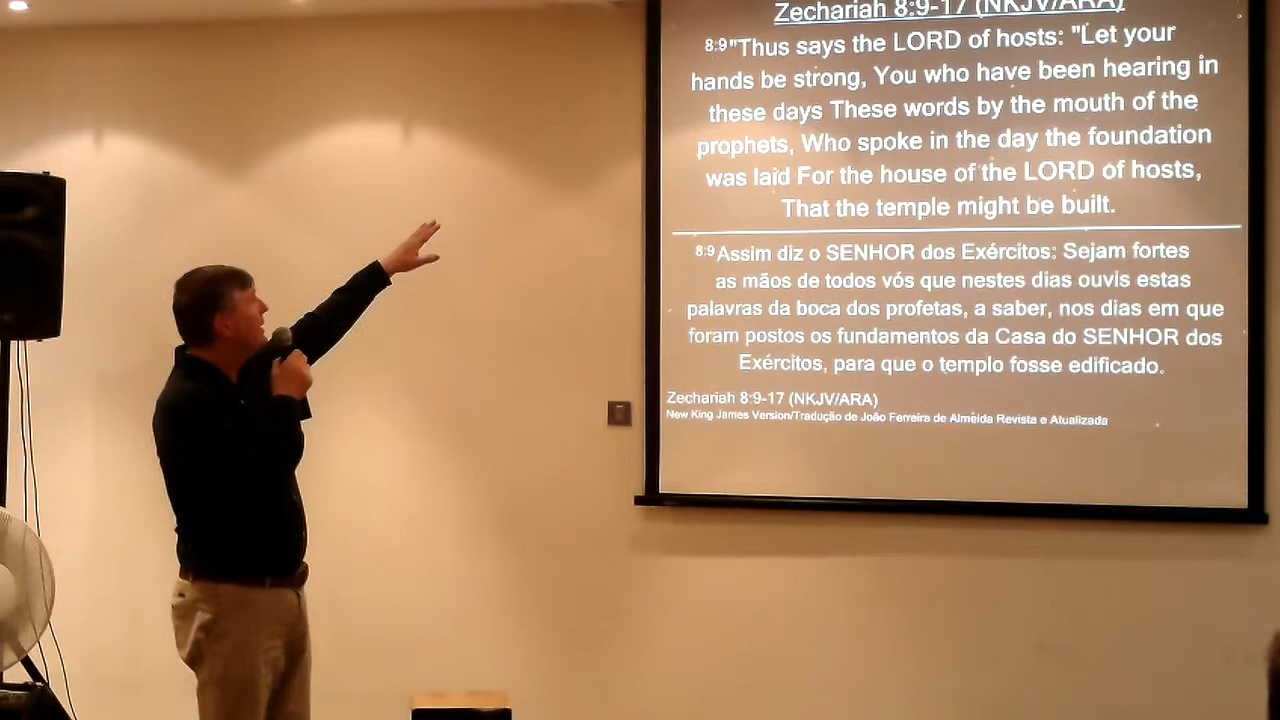 Zechariah 8:9-17 (NKJV/ARA)
8:9"Thus says the LORD of hosts: "Let your
hands be strong, You who have been hearing in
these days These words by the mouth of the
prophets, Who spoke in the day the foundation
was laid For the house of the LORD of hosts,
That the temple might be built.
8:9 Assim diz o SENHOR dos Exércitos: Sejam fortes
as mãos de todos vós que nestes dias ouvis estas
palavras da boca dos profetas, a saber, nos dias em que
foram postos os fundamentos da Casa do SENHOR dos
Exércitos, para que o templo fosse edificado.
Zechariah 8:9-17 (NKJV/ARA)
New King James Version/Tradução de João Ferreira de Almeida Revista e Atualizada